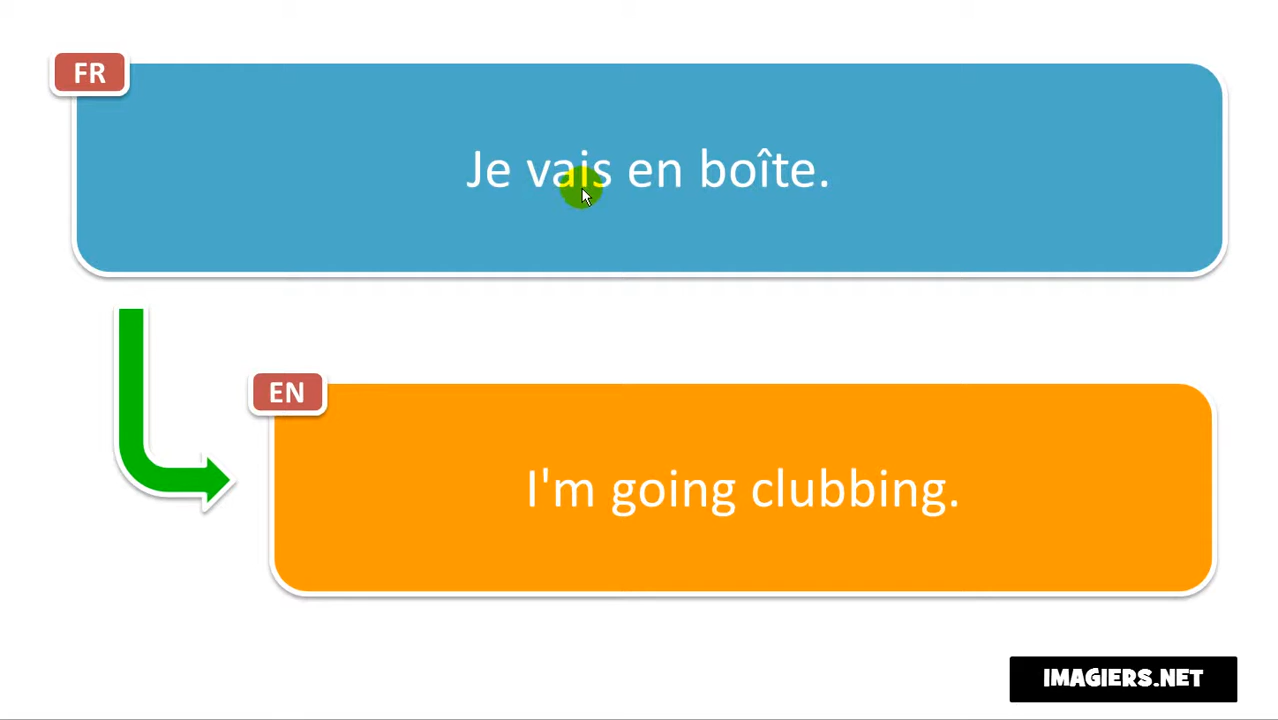 FR
Je vais en boîte.
EN
I'm going clubbing.
IMAGIERS.NET